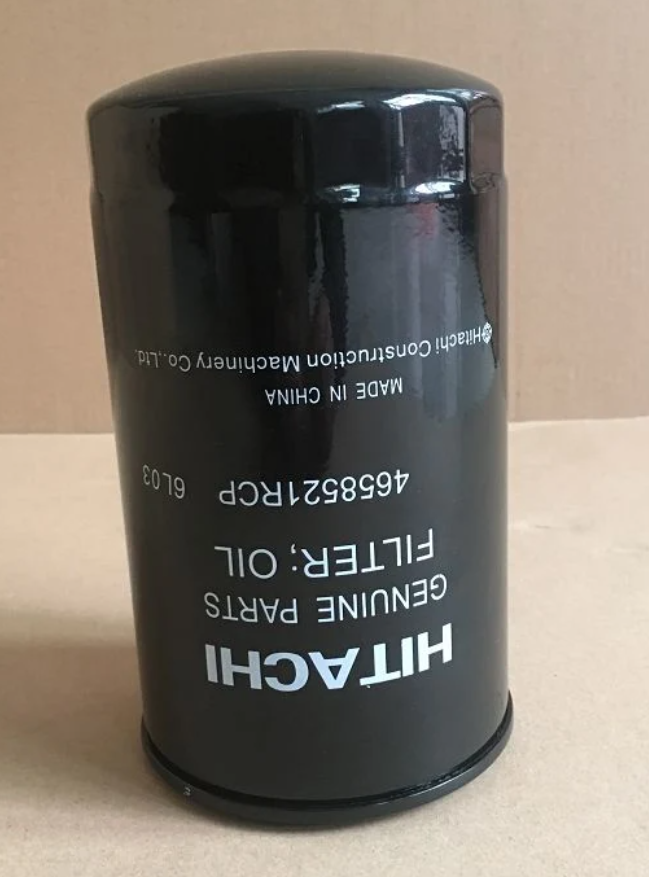 HITACHI
GENUINE PARTS
FILTER; OIL
4658521RCP 6L03
MADE IN CHINA
Hitachi Construction Machinery Co.,Ltd.